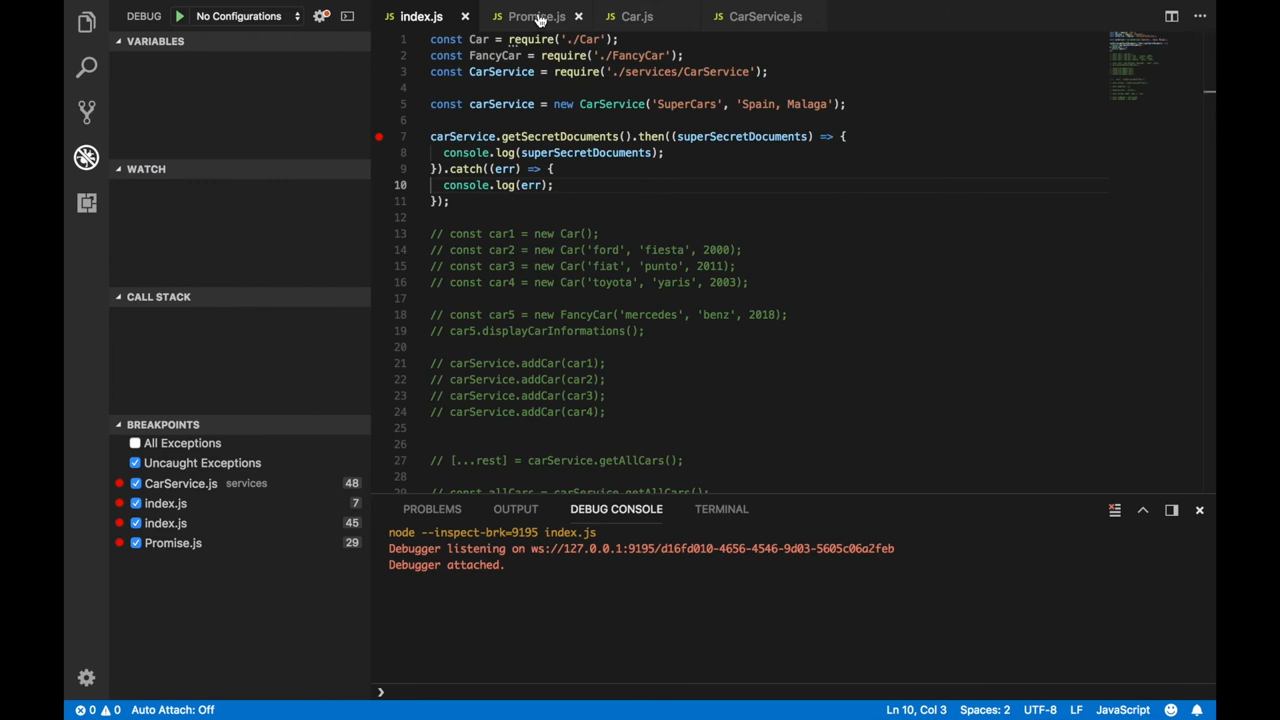 DEBUG No Configurations
index.js Promise.js Car.js CarService.js
VARIABLES
WATCH
CALL STACK
BREAKPOINTS
All Exceptions
Uncaught Exceptions
CarService.js services 48
index.js 7
index.js 45
Promise.js 29
1 const Car = require('./Car');
2 const FancyCar = require('./FancyCar');
3 const CarService = require('./services/CarService');
4
5 const carService = new CarService('SuperCars', 'Spain, Malaga');
6
7 carService.getSecretDocuments().then((superSecretDocuments) => {
8 console.log(superSecretDocuments);
9 }).catch((err) => {
10 console.log(err);
11 });
12
13 // const car1 = new Car();
14 // const car2 = new Car('ford', 'fiesta', 2000);
15 // const car3 = new Car('fiat', 'punto', 2011);
16 // const car4 = new Car('toyota', 'yaris', 2003);
17
18 // const car5 = new FancyCar('mercedes', 'benz', 2018);
19 // car5.displayCarInformations();
20
21 // carService.addCar(car1);
22 // carService.addCar(car2);
23 // carService.addCar(car3);
24 // carService.addCar(car4);
25
26
27 // [...rest] = carService.getAllCars();
28
29 // const allCars = carService.getAllCars();
PROBLEMS OUTPUT DEBUG CONSOLE TERMINAL
node --inspect-brk=9195 index.js
Debugger listening on ws://127.0.0.1:9195/d16fd010-4656-4546-9d03-5605c06a2feb
Debugger attached.
0 0 Auto Attach: Off Ln 10, Col 3 Spaces: 2 UTF-8 LF JavaScript